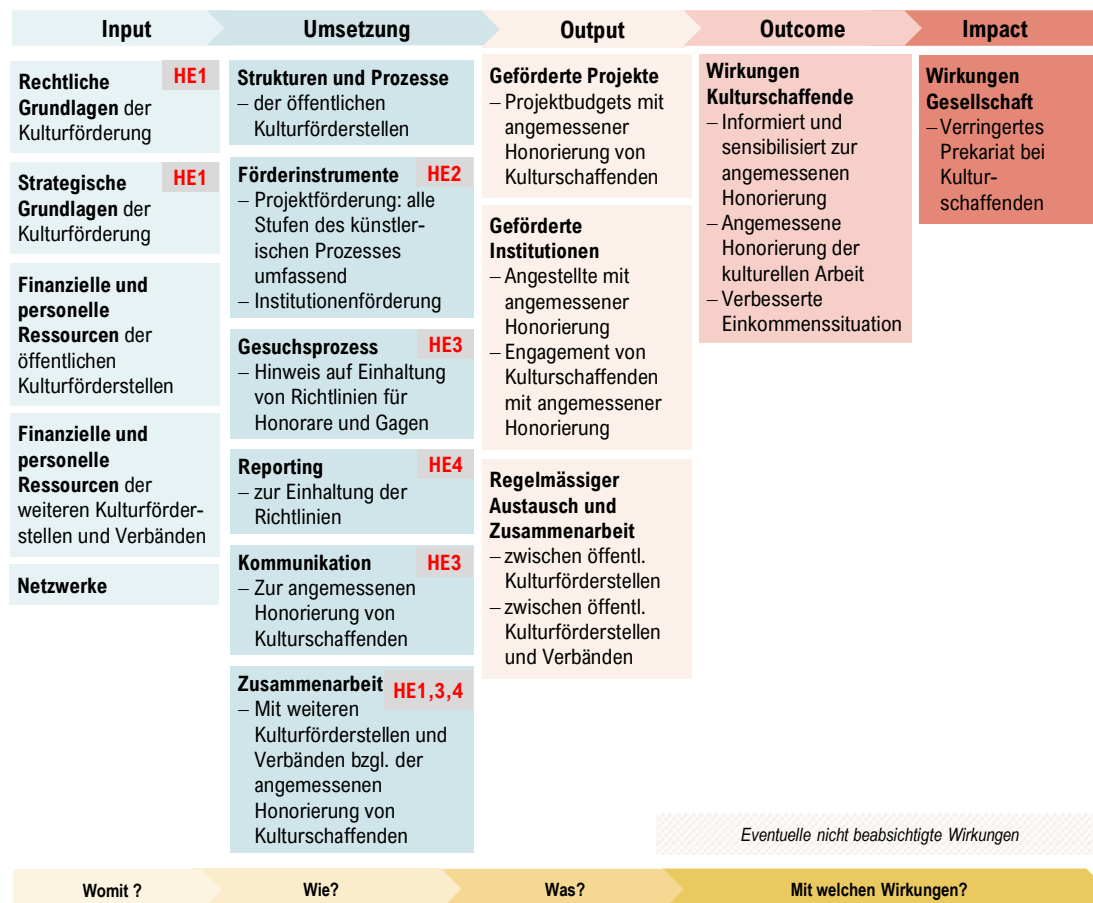 Input
Umsetzung
Output
Outcome
Impact
Rechtliche
Grundlagen der
Kulturförderung
HE1
Strategische
Grundlagen der
Kulturförderung
HE1
Finanzielle und
personelle
Ressourcen der
öffentlichen
Kulturförderstellen
Finanzielle und
personelle
Ressourcen der
weiteren Kulturförder-
stellen und Verbänden
Netzwerke
Strukturen und Prozesse
– der öffentlichen
Kulturförderstellen
Förderinstrumente
HE2
– Projektförderung: alle
Stufen des künstler-
ischen Prozesses
umfassend
– Institutionenförderung
Gesuchsprozess
HE3
– Hinweis auf Einhaltung
von Richtlinien für
Honorare und Gagen
Reporting
HE4
– zur Einhaltung der
Richtlinien
Kommunikation
HE3
– Zur angemessenen
Honorierung von
Kulturschaffenden
Zusammenarbeit
HE1,3,4
– Mit weiteren
Kulturförderstellen und
Verbänden bzgl. der
angemessenen
Honorierung von
Kulturschaffenden
Geförderte Projekte
– Projektbudgets mit
angemessener
Honorierung von
Kulturschaffenden
Geförderte
Institutionen
– Angestellte mit
angemessener
Honorierung
– Engagement von
Kulturschaffenden
mit angemessener
Honorierung
Regelmässiger
Austausch und
Zusammenarbeit
– zwischen öffentl.
Kulturförderstellen
– zwischen öffentl.
Kulturförderstellen
und Verbänden
Wirkungen
Kulturschaffende
– Informiert und
sensibilisiert zur
angemessenen
Honorierung
– Angemessene
Honorierung der
kulturellen Arbeit
– Verbesserte
Einkommenssituation
Wirkungen
Gesellschaft
– Verringertes
Prekariat bei
Kultur-
schaffenden
Eventuelle nicht beabsichtigte Wirkungen
Womit ?
Wie?
Was?
Mit welchen Wirkungen?